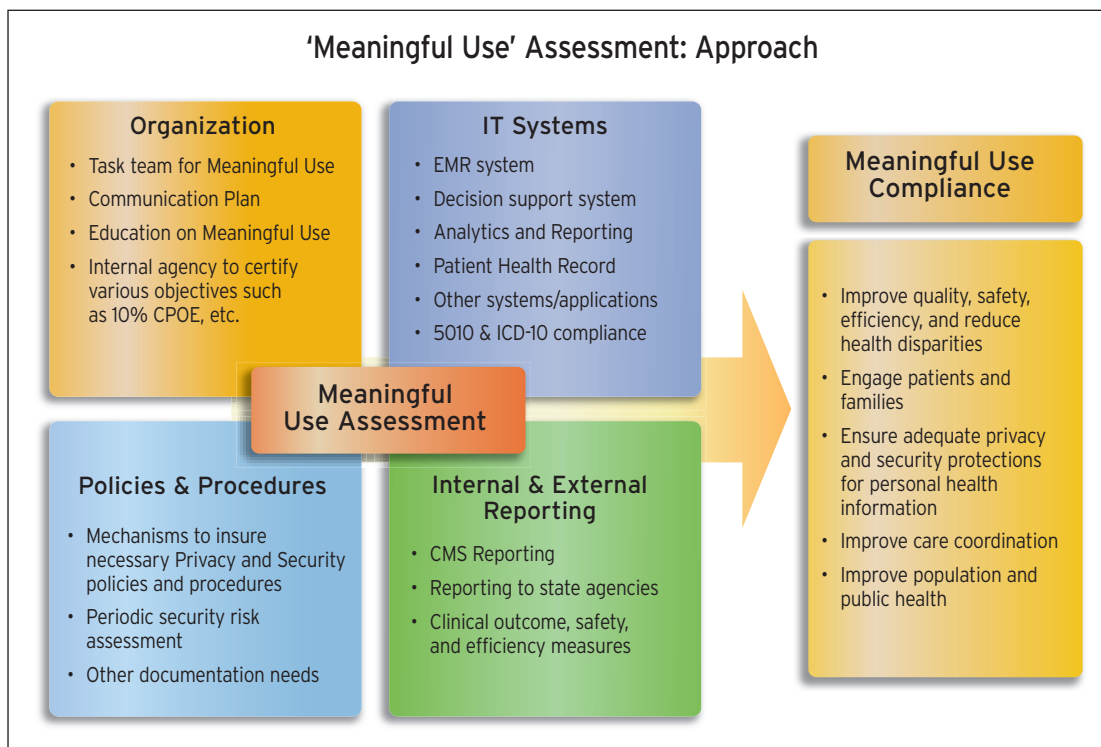 ‘Meaningful Use’ Assessment: Approach
Organization
• Task team for Meaningful Use
• Communication Plan
• Education on Meaningful Use
• Internal agency to certify
various objectives such
as 10% CPOE, etc.
IT Systems
• EMR system
• Decision support system
• Analytics and Reporting
• Patient Health Record
• Other systems/applications
• 5010 & ICD-10 compliance
Meaningful
Use Assessment
Policies & Procedures
• Mechanisms to insure
necessary Privacy and Security
policies and procedures
• Periodic security risk
assessment
• Other documentation needs
Internal & External
Reporting
• CMS Reporting
• Reporting to state agencies
• Clinical outcome, safety,
and efficiency measures
Meaningful Use
Compliance
• Improve quality, safety,
efficiency, and reduce
health disparities
• Engage patients and
families
• Ensure adequate privacy
and security protections
for personal health
information
• Improve care coordination
• Improve population and
public health